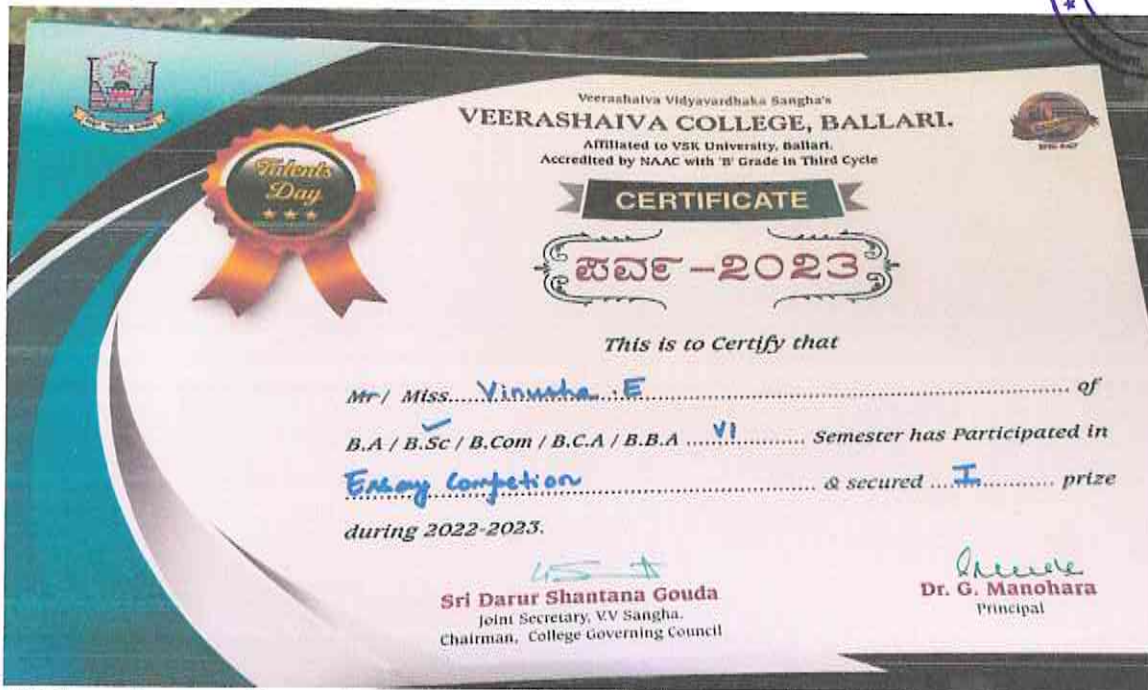 Talents
Day
Veerashaiva Vidyavardhaka Sangha's
VEERASHAIVA COLLEGE, BALLARI.
Affiliated to VSK University, Ballari.
Accredited by NAAC with 'B' Grade in Third Cycle
CERTIFICATE
ಪರ್ವ-೨೦೨೩
This is to Certify that
Mr/ Miss.... Vinusha .E .... of
B.A / B.Sc / B.Com / B.C.A / B.B.A .... VI .... Semester has Participated in
Essay Competion .... & secured .... I .... prize
during 2022-2023.
Sri Darur Shantana Gouda
Joint Secretary, V.V Sangha.
Chairman, College Governing Council
Dr. G. Manohara
Principal